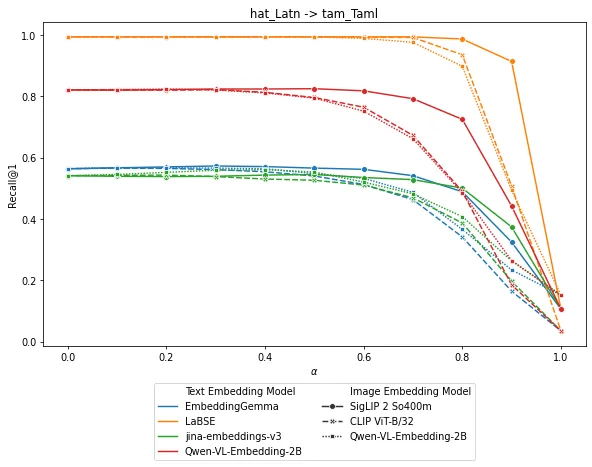 hat_Latn -> tam_Taml
1.0
0.8
0.6
0.4
0.2
0.0
Recall@1
0.0 0.2 0.4 0.6 0.8 1.0
α
Text Embedding Model
EmbeddingGemma
LaBSE
jina-embeddings-v3
Qwen-VL-Embedding-2B
Image Embedding Model
SigLIP 2 So400m
CLIP ViT-B/32
Qwen-VL-Embedding-2B